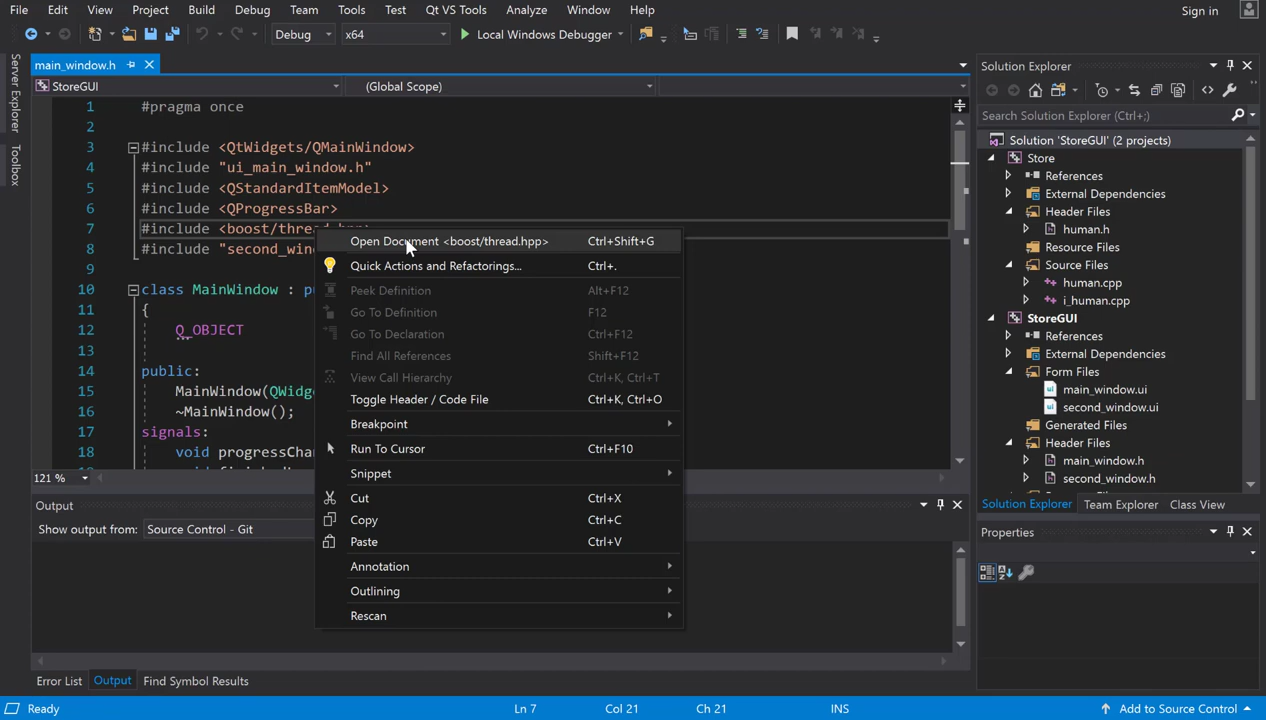 File Edit View Project Build Debug Team Tools Test Qt VS Tools Analyze Window Help
Sign in
Debug x64 Local Windows Debugger
Server Explorer
Toolbox
main_window.h
StoreGUI (Global Scope)
1 #pragma once
2
3 #include <QtWidgets/QMainWindow>
4 #include "ui_main_window.h"
5 #include <QStandardItemModel>
6 #include <QProgressBar>
7 #include <boost/thread.hpp>
8 #include "second_win
9
10 class MainWindow : pu
11 {
12 Q_OBJECT
13
14 public:
15 MainWindow(QWidg
16 ~MainWindow();
17 signals:
18 void progressCha
121 %
Open Document <boost/thread.hpp> Ctrl+Shift+G
Quick Actions and Refactorings... Ctrl+.
Peek Definition Alt+F12
Go To Definition F12
Go To Declaration Ctrl+F12
Find All References Shift+F12
View Call Hierarchy Ctrl+K, Ctrl+T
Toggle Header / Code File Ctrl+K, Ctrl+O
Breakpoint
Run To Cursor Ctrl+F10
Snippet
Cut Ctrl+X
Copy Ctrl+C
Paste Ctrl+V
Annotation
Outlining
Rescan
Output
Show output from: Source Control - Git
Error List Output Find Symbol Results
Solution Explorer
Search Solution Explorer (Ctrl+;)
Solution 'StoreGUI' (2 projects)
Store
References
External Dependencies
Header Files
human.h
Resource Files
Source Files
human.cpp
i_human.cpp
StoreGUI
References
External Dependencies
Form Files
main_window.ui
second_window.ui
Generated Files
Header Files
main_window.h
second_window.h
Solution Explorer Team Explorer Class View
Properties
Ready Ln 7 Col 21 Ch 21 INS Add to Source Control